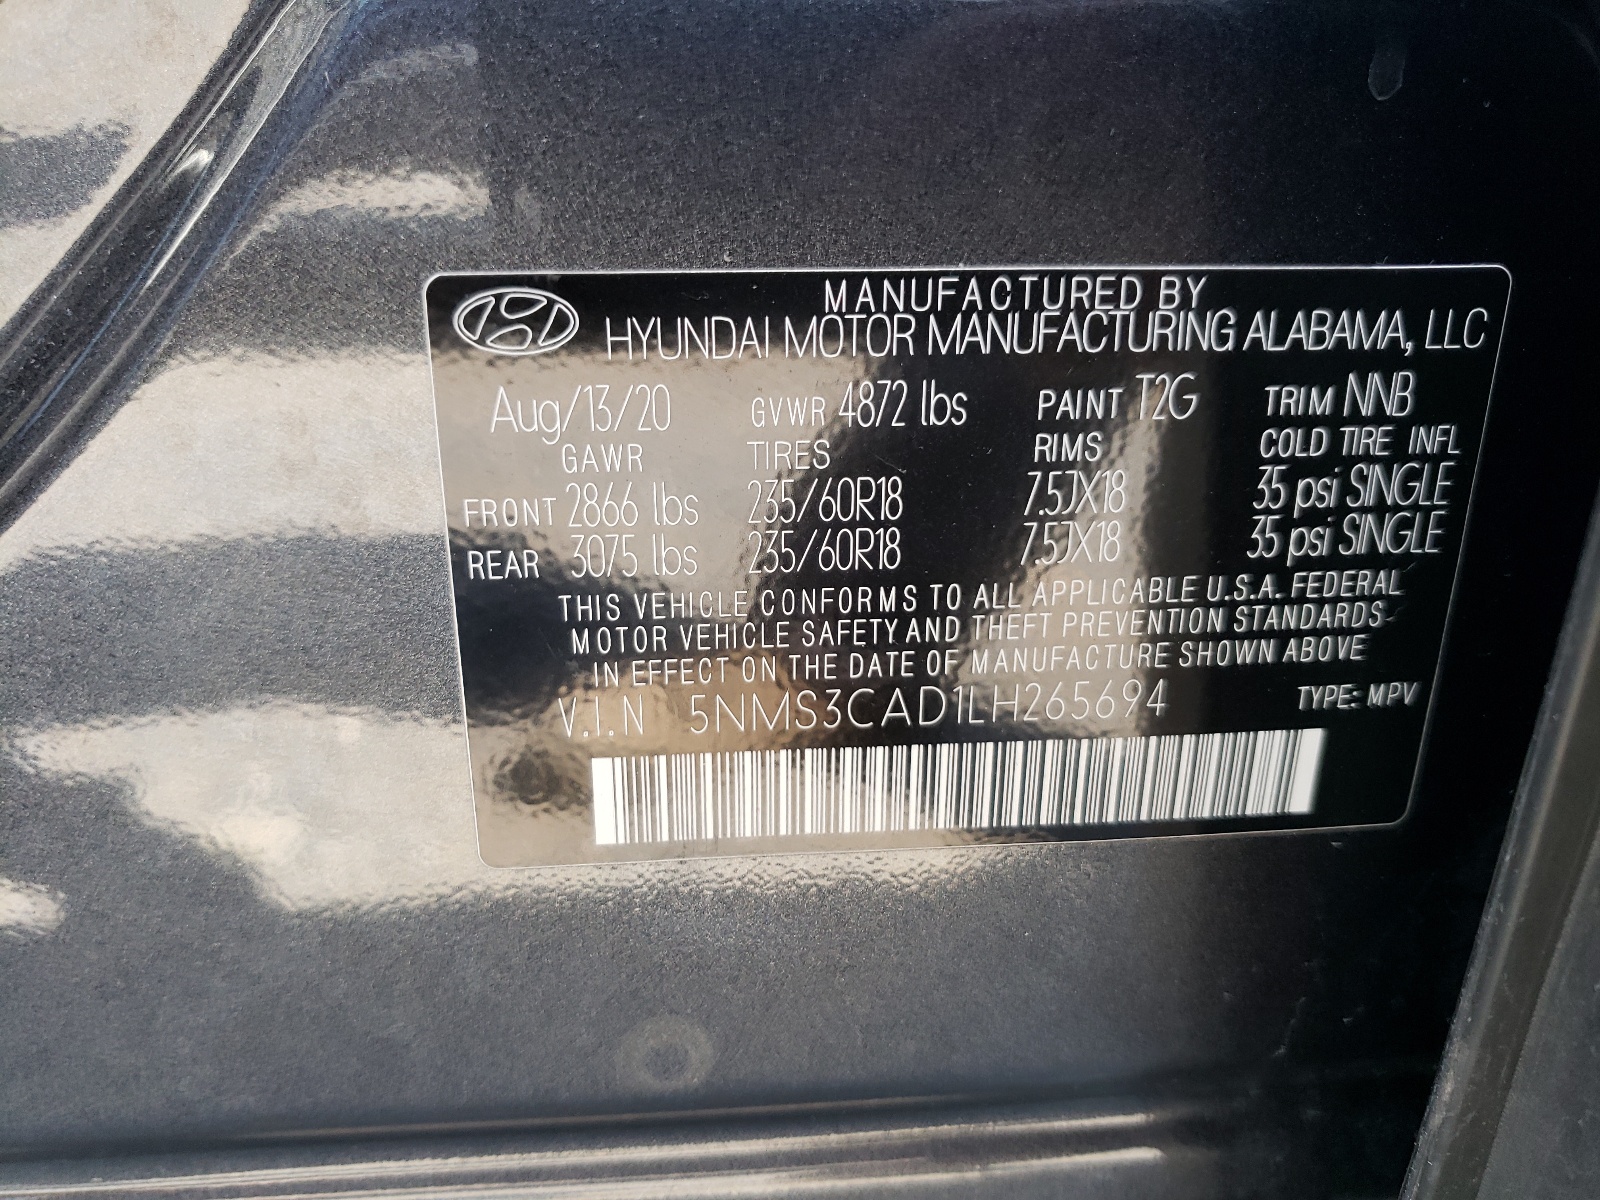 MANUFACTURED BY
HYUNDAI MOTOR MANUFACTURING ALABAMA, LLC
Aug/13/20 GVWR 4872 lbs PAINT T2G TRIM NNB
GAWR TIRES RIMS COLD TIRE INFL
FRONT 2866 lbs 235/60R18 7.5JX18 35 psi SINGLE
REAR 3075 lbs 235/60R18 7.5JX18 35 psi SINGLE
THIS VEHICLE CONFORMS TO ALL APPLICABLE U.S.A. FEDERAL
MOTOR VEHICLE SAFETY AND THEFT PREVENTION STANDARDS
IN EFFECT ON THE DATE OF MANUFACTURE SHOWN ABOVE
V.I.N 5NMS3CAD1LH265694 TYPE: MPV